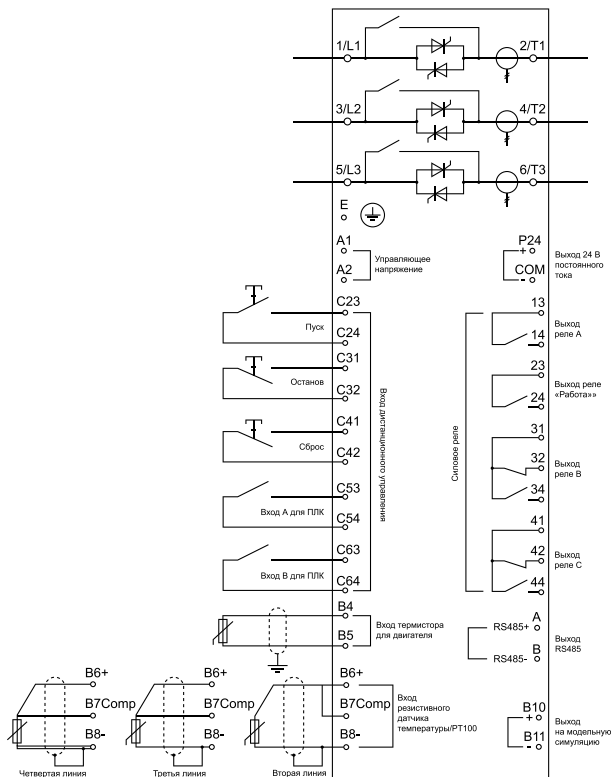 1/L1
2/T1
3/L2
4/T2
5/L3
6/T3
E
A1
A2
Управляющее
напряжение
P24
+
COM
-
Выход 24 В
постоянного
тока
C23
Пуск
C24
C31
Останов
C32
C41
Сброс
C42
C53
Вход А для ПЛК
C54
C63
Вход В для ПЛК
C64
Вход дистанционного управления
Силовое реле
13
14
Выход
реле А
23
24
Выход реле
«Работа»»
31
32
34
Выход
реле В
41
42
44
Выход
реле С
B4
B5
Вход термистора
для двигателя
A
RS485+
B
RS485-
Выход
RS485
B6+
B7Comp
B8-
Четвертая линия
B6+
B7Comp
B8-
Третья линия
B6+
B7Comp
B8-
Вторая линия
Вход
резистивного
датчика
температуры/PT100
B10
+
B11
-
Выход
на модельную
симуляцию